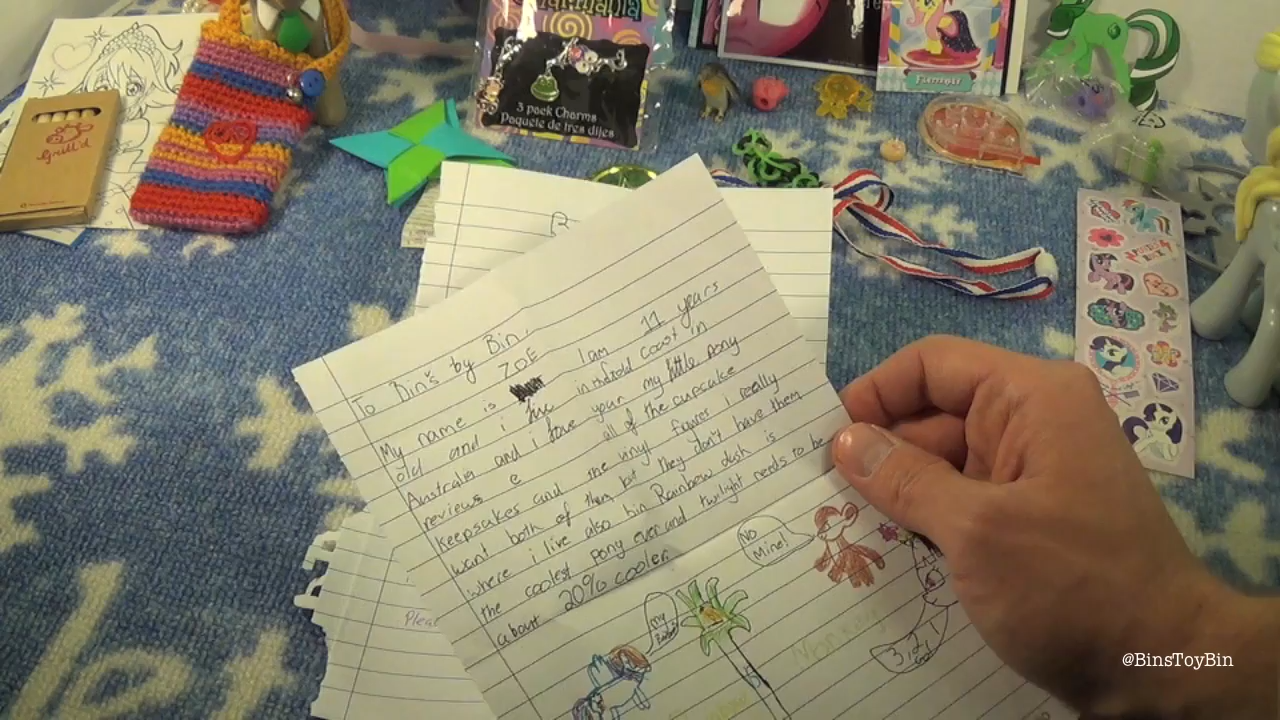 3 pack Charms
Paquete de tres dijes
Grill'd
To Bin's by Bin.
My name is ZOE I am 11 years
old and i live in the Gold coast in
Australia and i love your my little pony
reviews e all of the cupcake
keepsakes and the vinyl figures i really
want both of them but they don't have them
where i live also bin Rainbow dash is
the coolest pony ever and twilight needs to be
about 20% cooler.
No Mine!
my
3, 2, 1
Go!
Pleas
@BinsToyBin